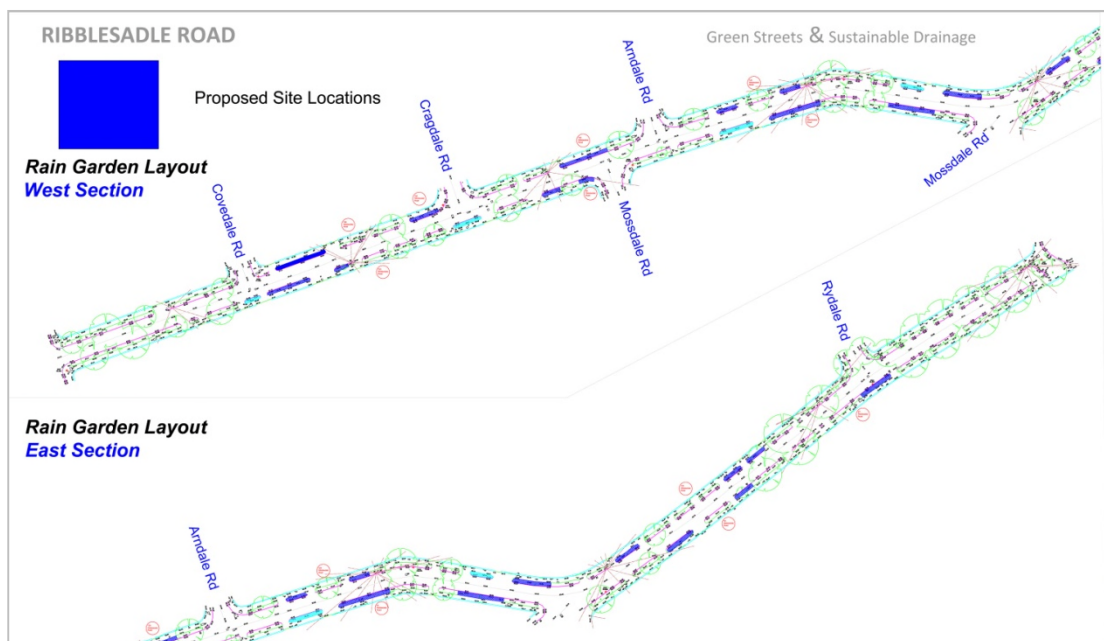 RIBBLESADLE ROAD
Green Streets & Sustainable Drainage
Proposed Site Locations
Rain Garden Layout
West Section
Covedale Rd
Cragdale Rd
Arndale Rd
Mossdale Rd
Mossdale Rd
Rain Garden Layout
East Section
Arndale Rd
Rydale Rd